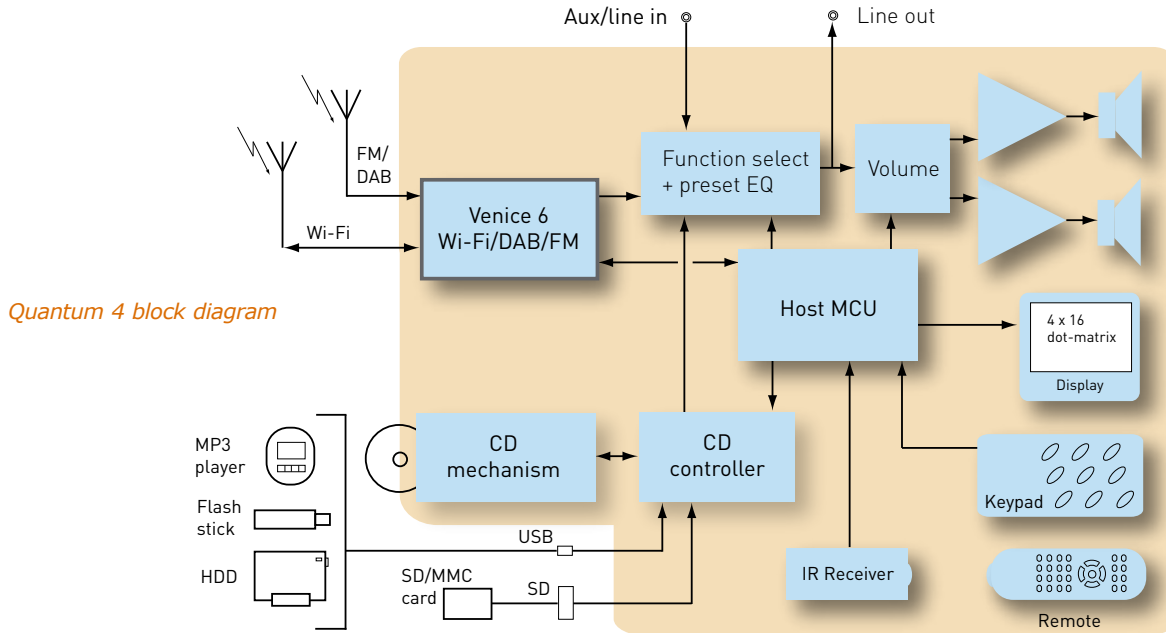 Aux/line in
Line out
FM/
DAB
Wi-Fi
Venice 6
Wi-Fi/DAB/FM
Function select
+ preset EQ
Volume
Host MCU
Quantum 4 block diagram
4 x 16
dot-matrix
Display
MP3
player
CD
mechanism
CD
controller
Keypad
Flash
stick
USB
HDD
SD/MMC
card
SD
IR Receiver
Remote